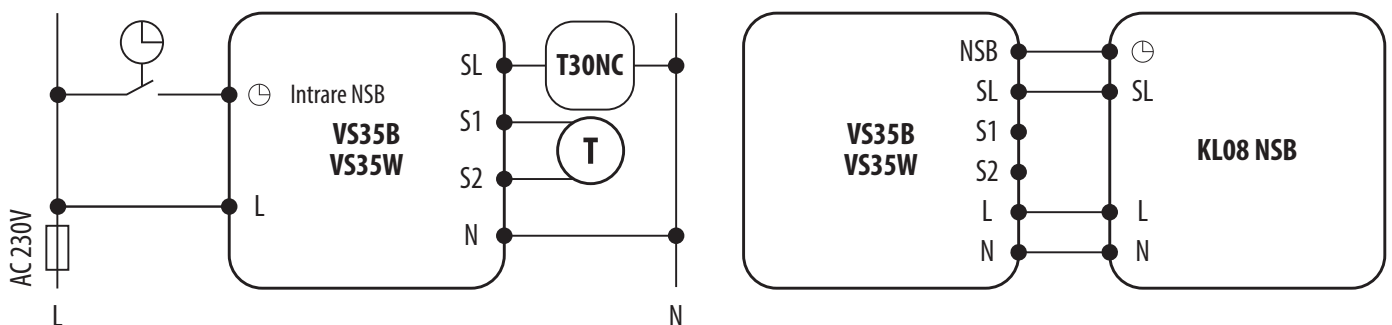 SL
T30NC
Intrare NSB
S1
VS35B
VS35W
T
S2
L
N
AC 230V
L
N
NSB
SL
SL
S1
VS35B
VS35W
KL08 NSB
S2
L
L
N
N